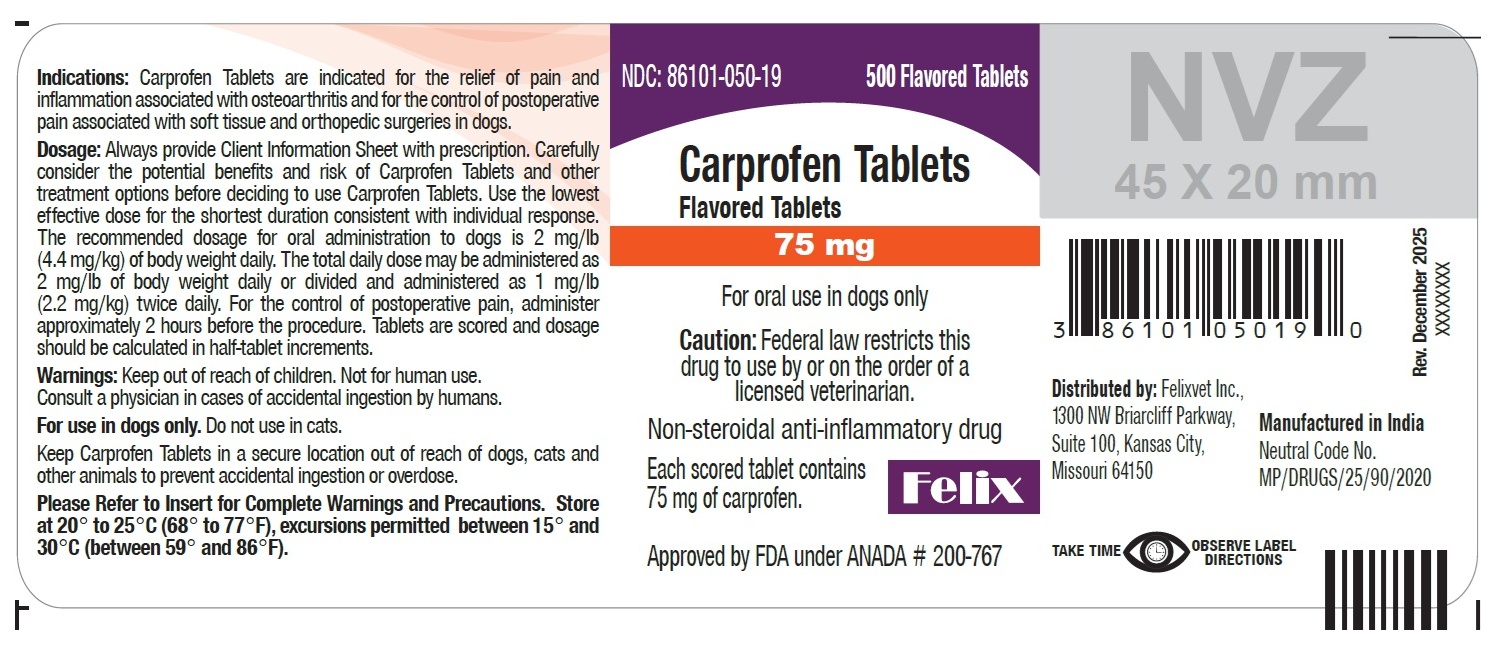 Indications: Carprofen Tablets are indicated for the relief of pain and
inflammation associated with osteoarthritis and for the control of postoperative
pain associated with soft tissue and orthopedic surgeries in dogs.
Dosage: Always provide Client Information Sheet with prescription. Carefully
consider the potential benefits and risk of Carprofen Tablets and other
treatment options before deciding to use Carprofen Tablets. Use the lowest
effective dose for the shortest duration consistent with individual response.
The recommended dosage for oral administration to dogs is 2 mg/lb
(4.4 mg/kg) of body weight daily. The total daily dose may be administered as
2 mg/lb of body weight daily or divided and administered as 1 mg/lb
(2.2 mg/kg) twice daily. For the control of postoperative pain, administer
approximately 2 hours before the procedure. Tablets are scored and dosage
should be calculated in half-tablet increments.
Warnings: Keep out of reach of children. Not for human use.
Consult a physician in cases of accidental ingestion by humans.
For use in dogs only. Do not use in cats.
Keep Carprofen Tablets in a secure location out of reach of dogs, cats and
other animals to prevent accidental ingestion or overdose.
Please Refer to Insert for Complete Warnings and Precautions. Store
at 20° to 25°C (68° to 77°F), excursions permitted between 15° and
30°C (between 59° and 86°F).
NDC: 86101-050-19 500 Flavored Tablets
Carprofen Tablets
Flavored Tablets
75 mg
For oral use in dogs only
Caution: Federal law restricts this
drug to use by or on the order of a
licensed veterinarian.
Non-steroidal anti-inflammatory drug
Each scored tablet contains
75 mg of carprofen.
Felix
Approved by FDA under ANADA # 200-767
NVZ
45 X 20 mm
3 86101 05019 0
Rev. December 2025
XXXXXXXX
Distributed by: Felixvet Inc.,
1300 NW Briarcliff Parkway,
Suite 100, Kansas City,
Missouri 64150
Manufactured in India
Neutral Code No.
MP/DRUGS/25/90/2020
TAKE TIME OBSERVE LABEL
DIRECTIONS